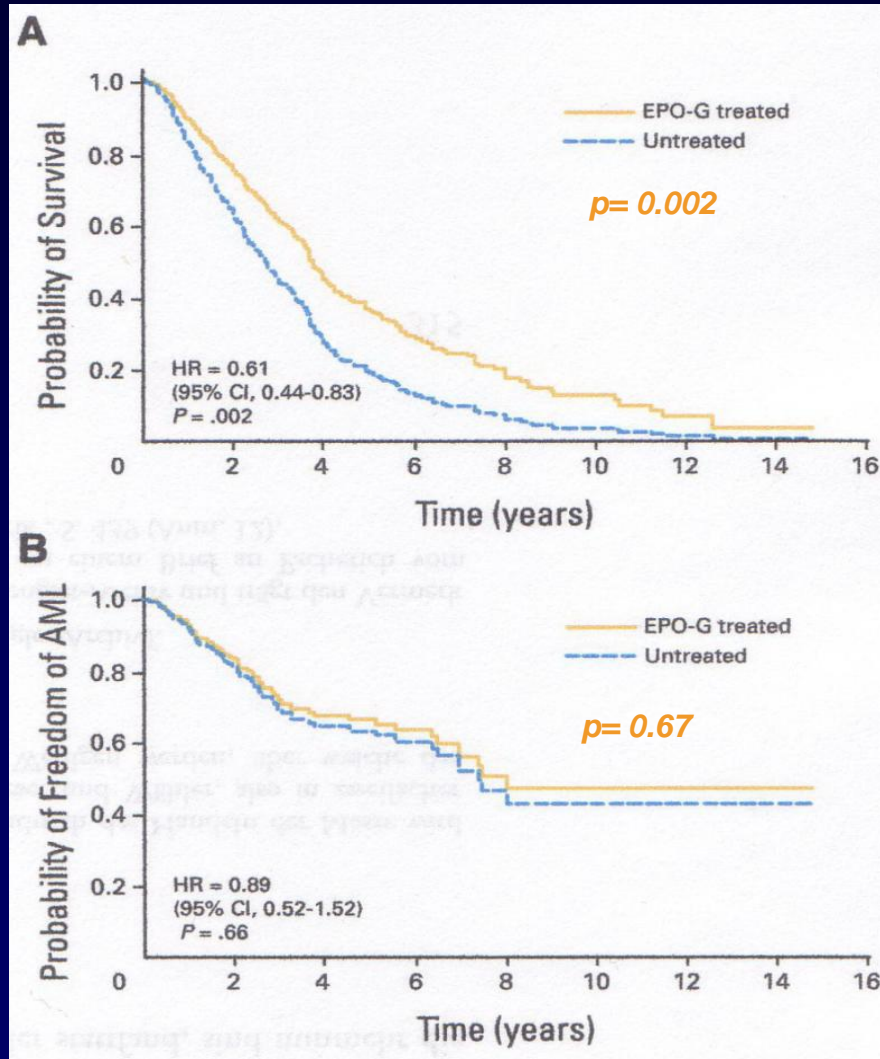 A
1.0
0.8
0.6
0.4
0.2
0
2
4
6
8
10
12
14
16
Probability of Survival
Time (years)
EPO-G treated
Untreated
p= 0.002
HR = 0.61
(95% CI, 0.44-0.83)
P = .002
B
1.0
0.8
0.6
0.4
0.2
0
2
4
6
8
10
12
14
16
Probability of Freedom of AML
Time (years)
EPO-G treated
Untreated
p= 0.67
HR = 0.89
(95% CI, 0.52-1.52)
P = .66